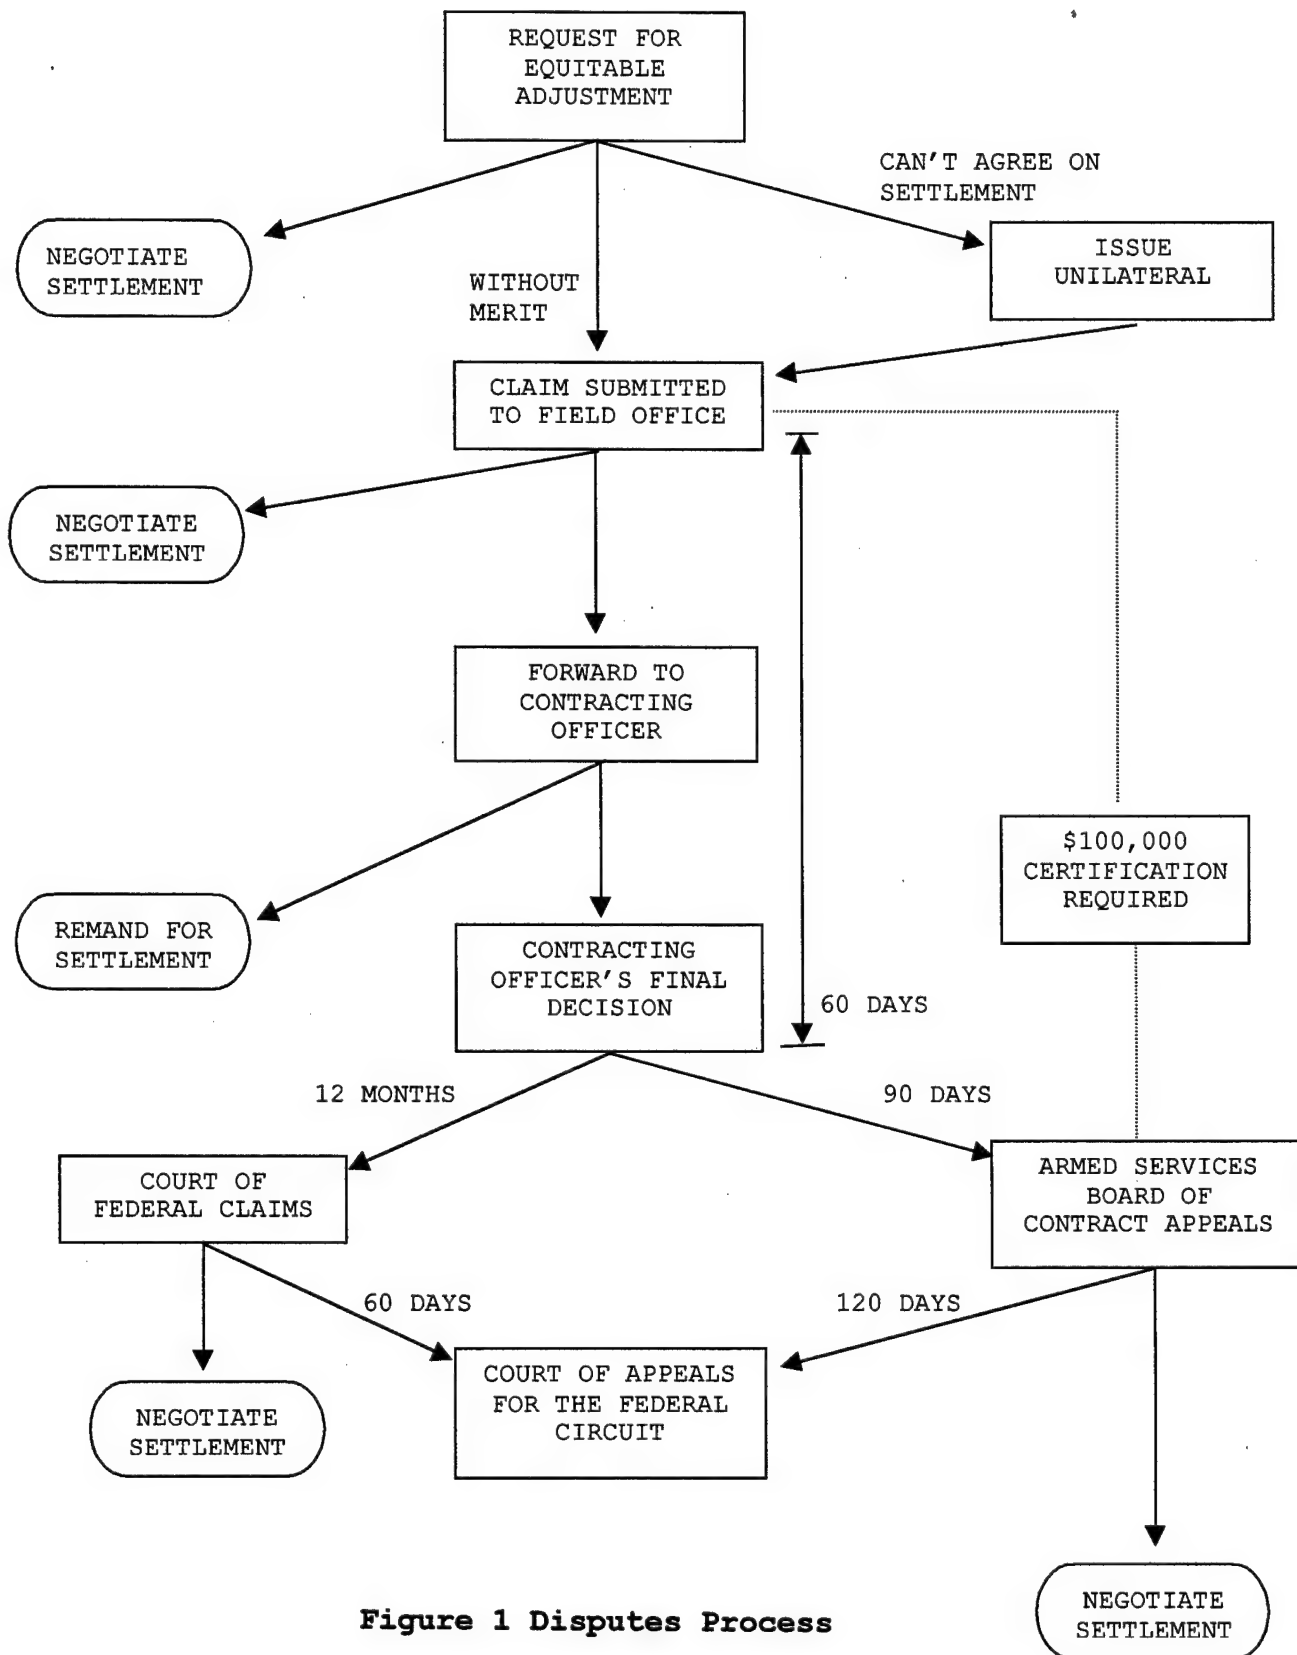 REQUEST FOR
EQUITABLE
ADJUSTMENT
CAN'T AGREE ON
SETTLEMENT
NEGOTIATE
SETTLEMENT
WITHOUT
MERIT
ISSUE
UNILATERAL
CLAIM SUBMITTED
TO FIELD OFFICE
NEGOTIATE
SETTLEMENT
FORWARD TO
CONTRACTING
OFFICER
$100,000
CERTIFICATION
REQUIRED
REMAND FOR
SETTLEMENT
CONTRACTING
OFFICER'S FINAL
DECISION
60 DAYS
12 MONTHS
90 DAYS
COURT OF
FEDERAL CLAIMS
ARMED SERVICES
BOARD OF
CONTRACT APPEALS
60 DAYS
120 DAYS
COURT OF APPEALS
FOR THE FEDERAL
CIRCUIT
NEGOTIATE
SETTLEMENT
NEGOTIATE
SETTLEMENT
Figure 1 Disputes Process